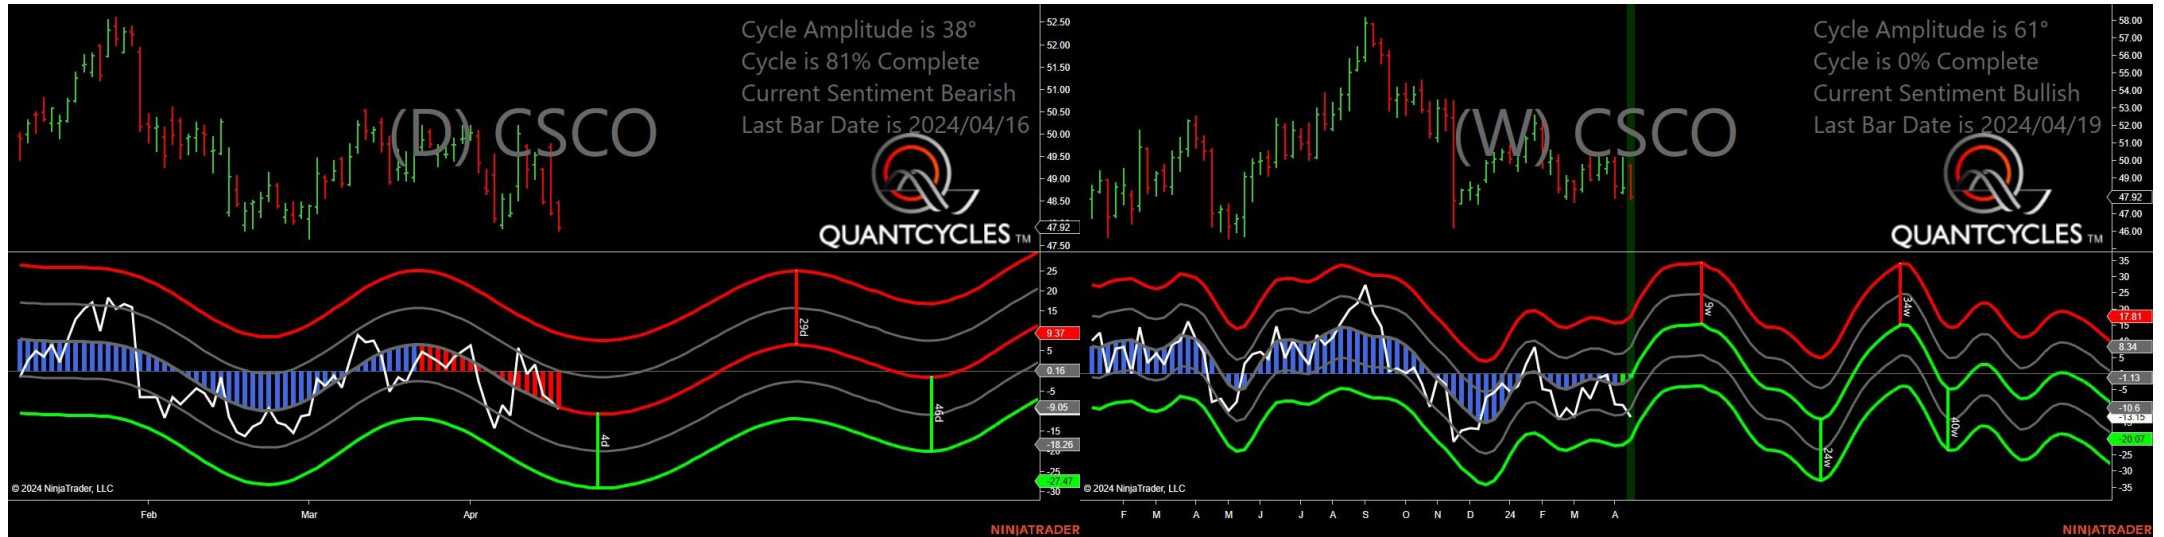 Cycle Amplitude is 38°
Cycle is 81% Complete
Current Sentiment Bearish
Last Bar Date is 2024/04/16
(D) CSCO
QUANTCYCLES TM
52.50
52.00
51.50
51.00
50.50
50.00
49.50
49.00
48.50
47.92
47.50
25
20
15
9.37
5
0.16
-5
-9.05
-15
-18.26
-25
-27.47
-30
29d
4d
46d
© 2024 NinjaTrader, LLC
Feb Mar Apr
NINJATRADER
Cycle Amplitude is 61°
Cycle is 0% Complete
Current Sentiment Bullish
Last Bar Date is 2024/04/19
(W) CSCO
QUANTCYCLES TM
58.00
57.00
56.00
55.00
54.00
53.00
52.00
51.00
50.00
49.00
47.92
47.00
46.00
35
30
25
17.81
15
8.34
5
-1.13
-5
-10.6
-13.15
-20.07
-25
-30
-35
9w
34w
24w
40w
© 2024 NinjaTrader, LLC
F M A M J J A S O N D 24 F M A
NINJATRADER